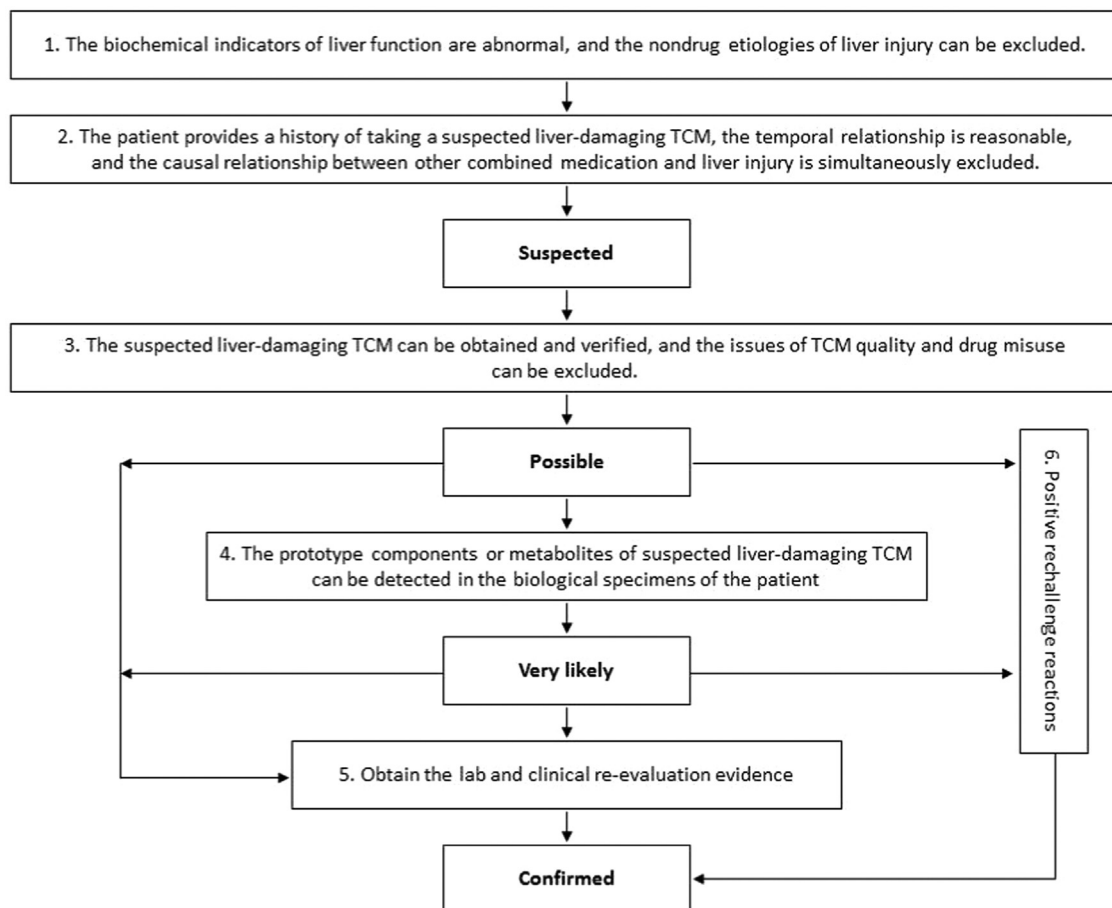 1. The biochemical indicators of liver function are abnormal, and the nondrug etiologies of liver injury can be excluded.
2. The patient provides a history of taking a suspected liver-damaging TCM, the temporal relationship is reasonable,
and the causal relationship between other combined medication and liver injury is simultaneously excluded.
Suspected
3. The suspected liver-damaging TCM can be obtained and verified, and the issues of TCM quality and drug misuse
can be excluded.
Possible
6. Positive rechallenge reactions
4. The prototype components or metabolites of suspected liver-damaging TCM
can be detected in the biological specimens of the patient
Very likely
5. Obtain the lab and clinical re-evaluation evidence
Confirmed